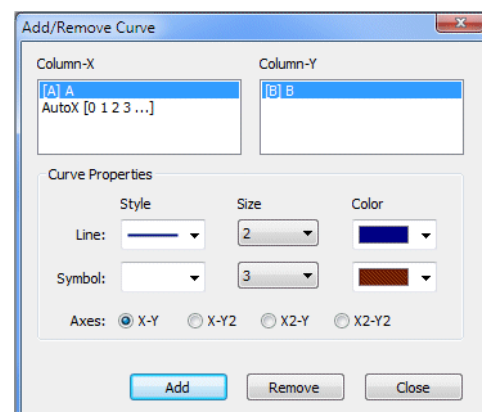 Add/Remove Curve
Column-X Column-Y
[A] A [B] B
AutoX [0 1 2 3 ...]
Curve Properties
Style Size Color
Line: 2
Symbol: 3
Axes: X-Y X-Y2 X2-Y X2-Y2
Add Remove Close